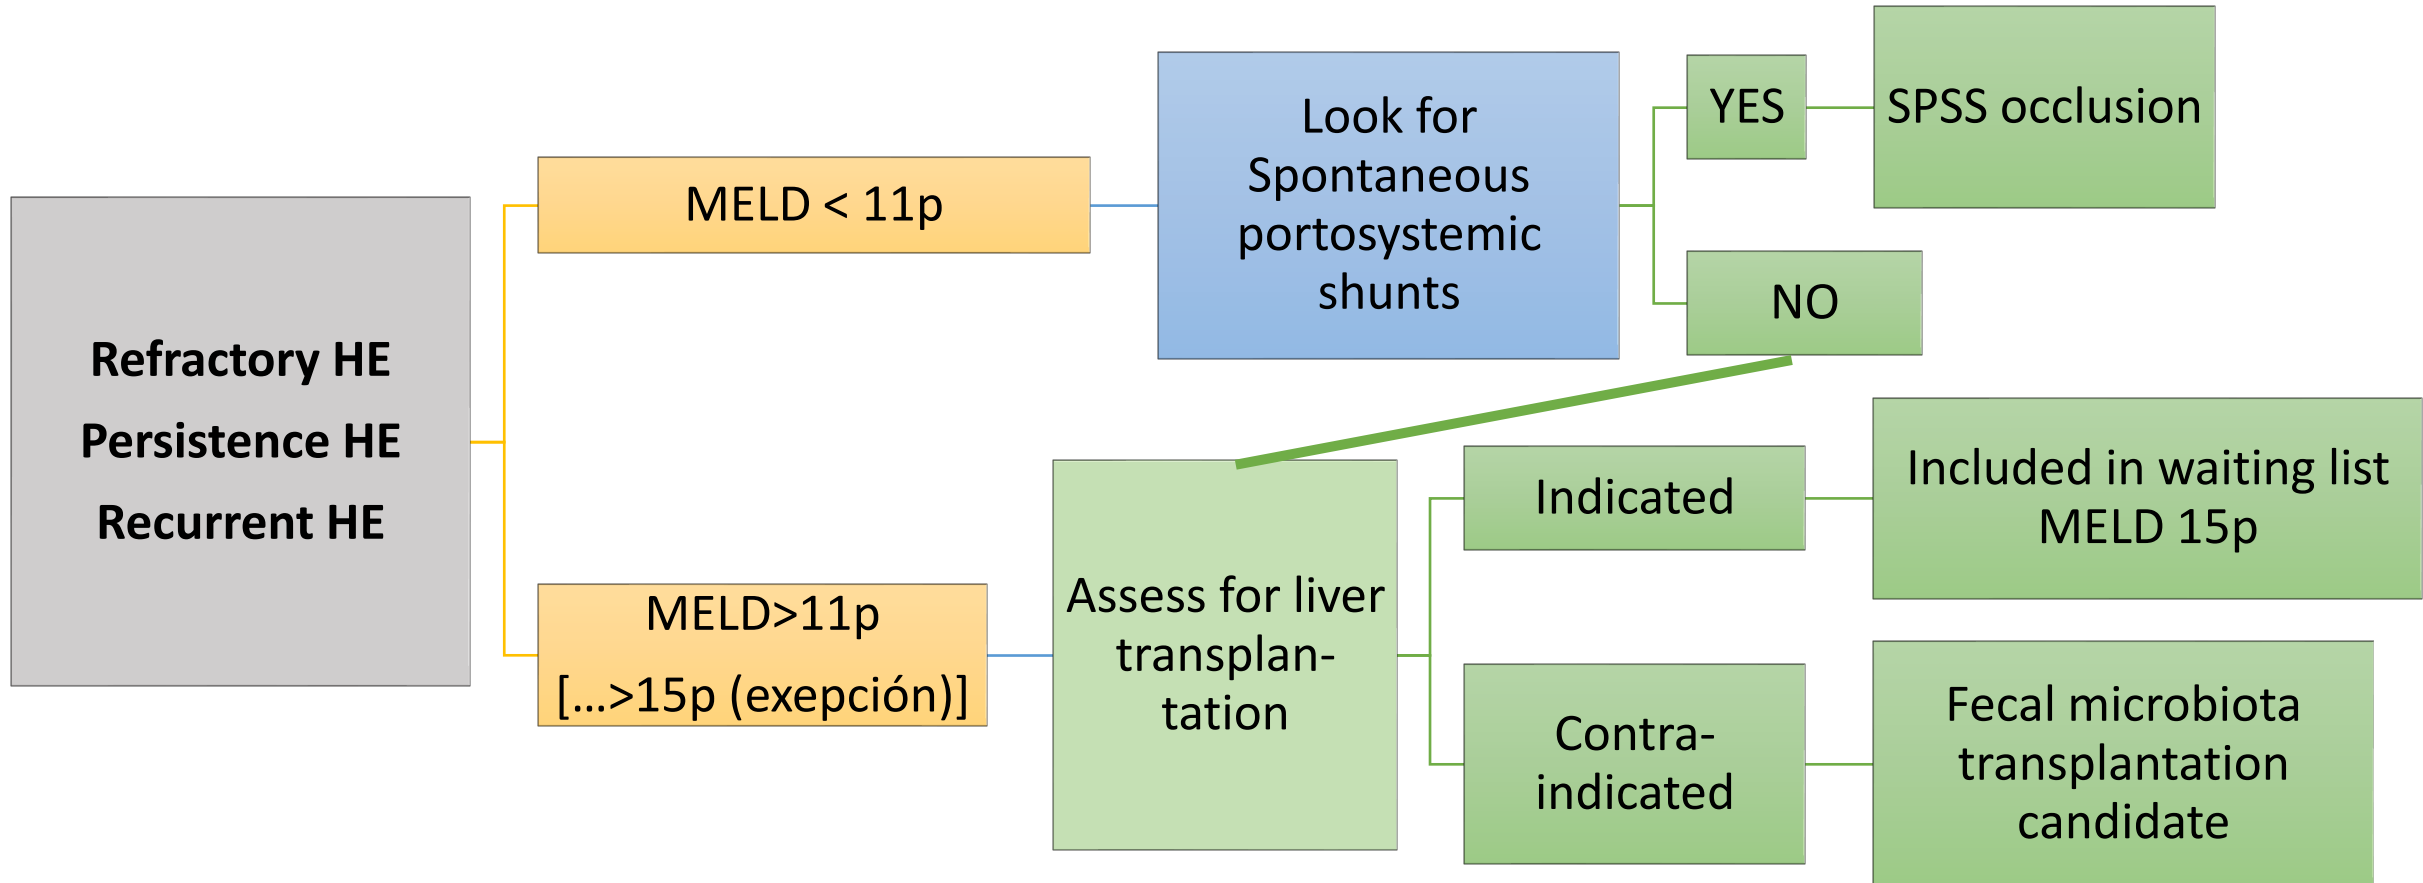 Refractory HE
Persistence HE
Recurrent HE
MELD < 11p
Look for
Spontaneous
portosystemic
shunts
YES
SPSS occlusion
NO
MELD>11p
[...>15p (exepción)]
Assess for liver
transplan-
tation
Indicated
Included in waiting list
MELD 15p
Contra-
indicated
Fecal microbiota
transplantation
candidate